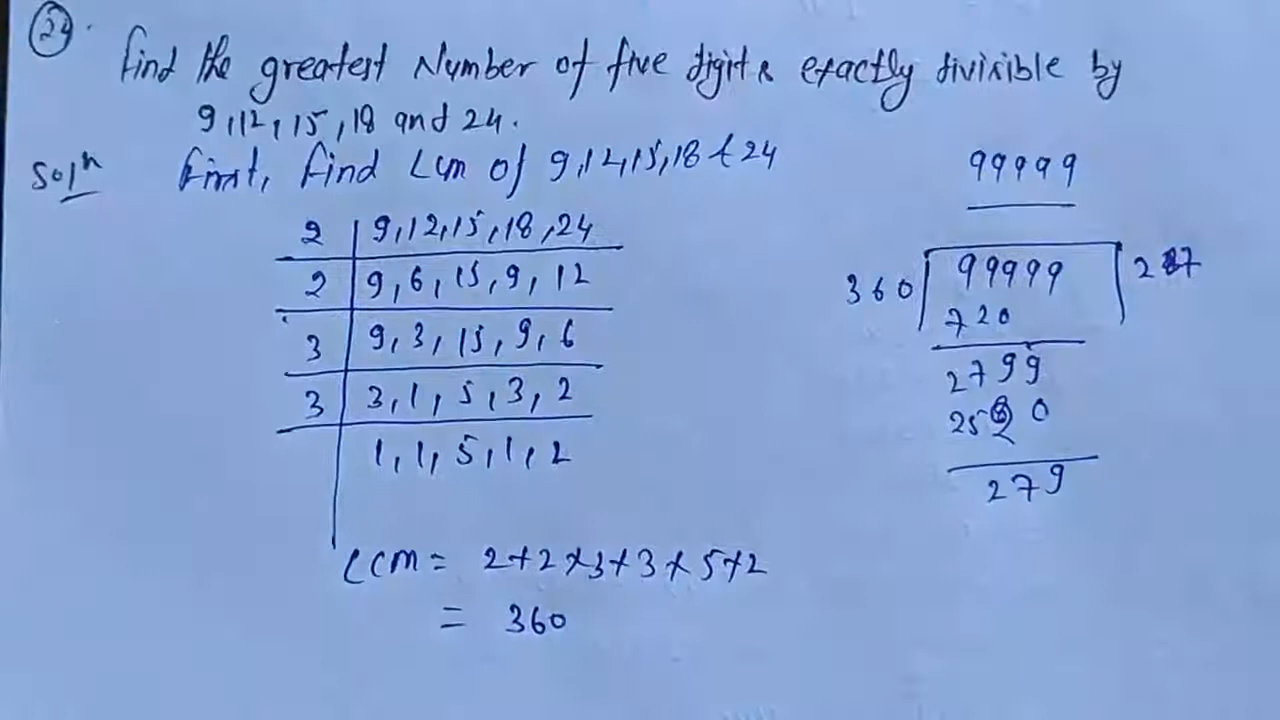 24.
Find the greatest Number of five digits exactly divisible by
9,12,15,18 and 24.
Solⁿ First, Find Lcm of 9,12,15,18 & 24
2 | 9,12,15,18,24
2 | 9,6,15,9,12
3 | 9,3,15,9,6
3 | 3,1,5,3,2
1,1,5,1,2
LCM = 2×2×3×3×5×2
= 360
99999
360 | 99999 | 2 7
720
2799
2520
279